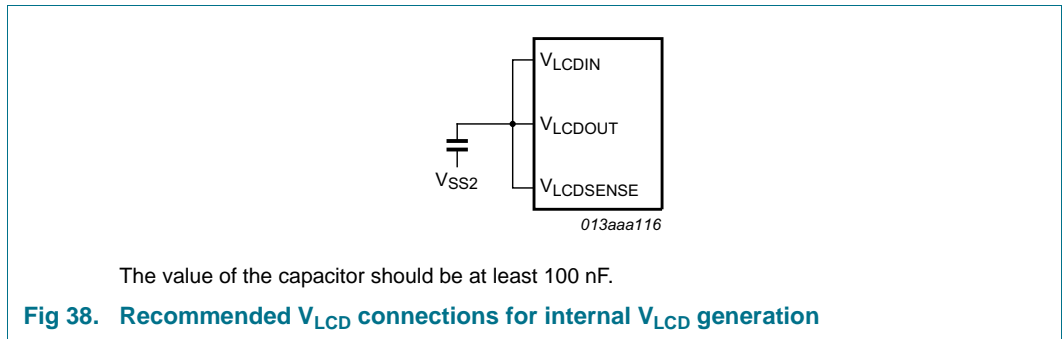 VLCDIN
VLCDOUT
VSS2
VLCDSENSE
013aaa116
The value of the capacitor should be at least 100 nF.
Fig 38. Recommended VLCD connections for internal VLCD generation